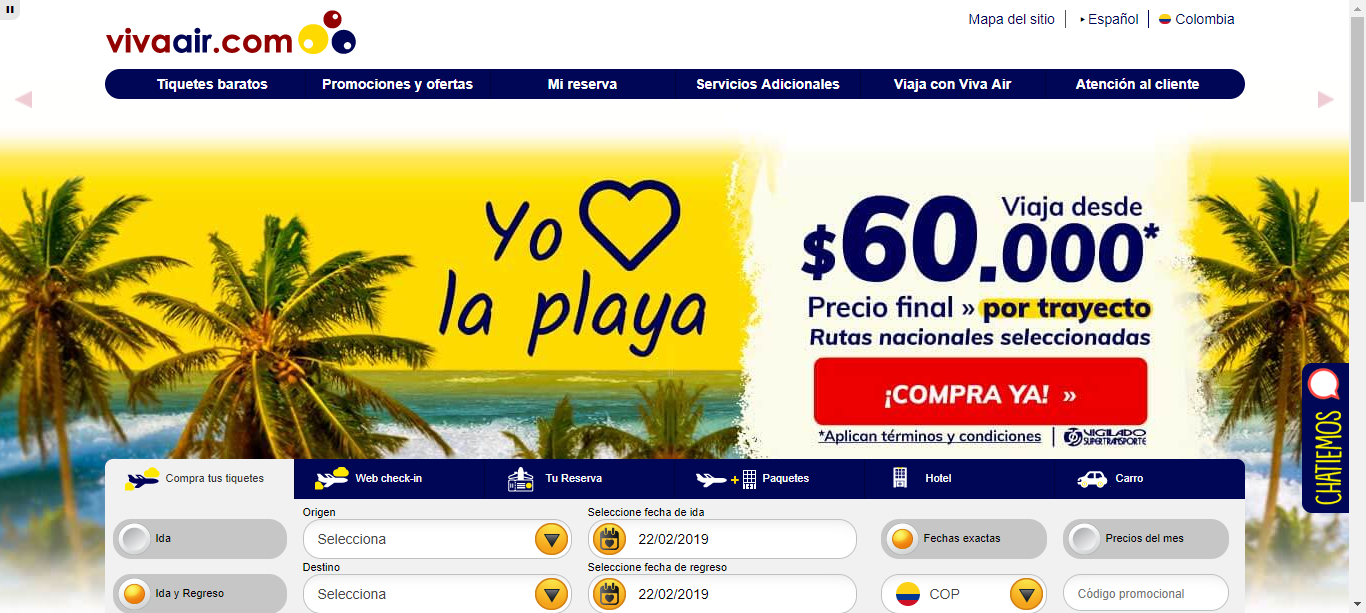 Mapa del sitio
Español
Colombia
vivaair.com
Tiquetes baratos
Promociones y ofertas
Mi reserva
Servicios Adicionales
Viaja con Viva Air
Atención al cliente
Yo
la playa
Viaja desde
$60.000*
Precio final » por trayecto
Rutas nacionales seleccionadas
¡COMPRA YA! »
*Aplican términos y condiciones
VIGILADO
SUPERTRANSPORTE
CHATIEMOS
Compra tus tiquetes
Web check-in
Tu Reserva
Paquetes
Hotel
Carro
Origen
Seleccione fecha de ida
Ida
Selecciona
22/02/2019
Fechas exactas
Precios del mes
Destino
Seleccione fecha de regreso
Ida y Regreso
Selecciona
22/02/2019
COP
Código promocional